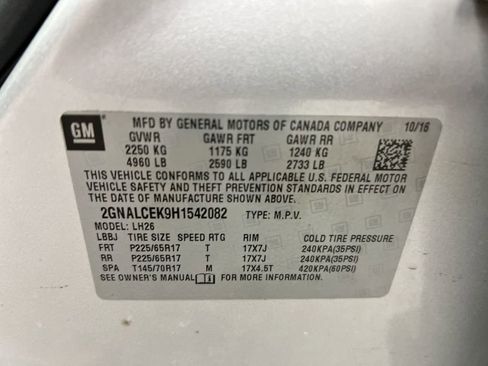 GM
MFD BY GENERAL MOTORS OF CANADA COMPANY 10/16
GVWR GAWR FRT GAWR RR
2250 KG 1175 KG 1240 KG
4960 LB 2590 LB 2733 LB
THIS VEHICLE CONFORMS TO ALL APPLICABLE U.S. FEDERAL MOTOR
VEHICLE SAFETY AND THEFT PREVENTION STANDARDS IN EFFECT ON
THE DATE OF MANUFACTURE SHOWN ABOVE.
2GNALCEK9H1542082 TYPE: M.P.V.
MODEL: LH26
LBBJ TIRE SIZE SPEED RTG RIM COLD TIRE PRESSURE
FRT P225/65R17 T 17X7J 240KPA(35PSI)
RR P225/65R17 T 17X7J 240KPA(35PSI)
SPA T145/70R17 M 17X4.5T 420KPA(60PSI)
SEE OWNER'S MANUAL FOR MORE INFORMATION.